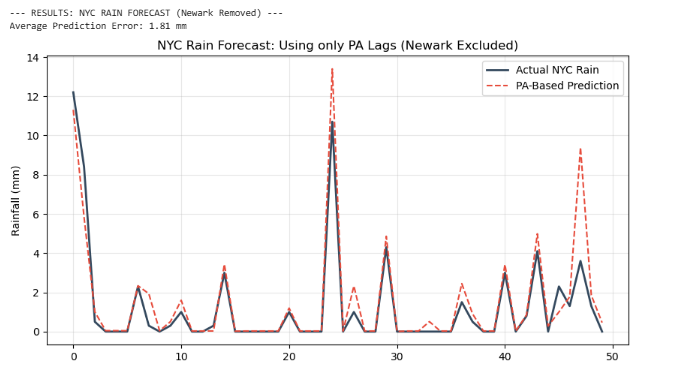 --- RESULTS: NYC RAIN FORECAST (Newark Removed) ---
Average Prediction Error: 1.81 mm
NYC Rain Forecast: Using only PA Lags (Newark Excluded)
Actual NYC Rain
PA-Based Prediction
Rainfall (mm)
14
12
10
8
6
4
2
0
0
10
20
30
40
50